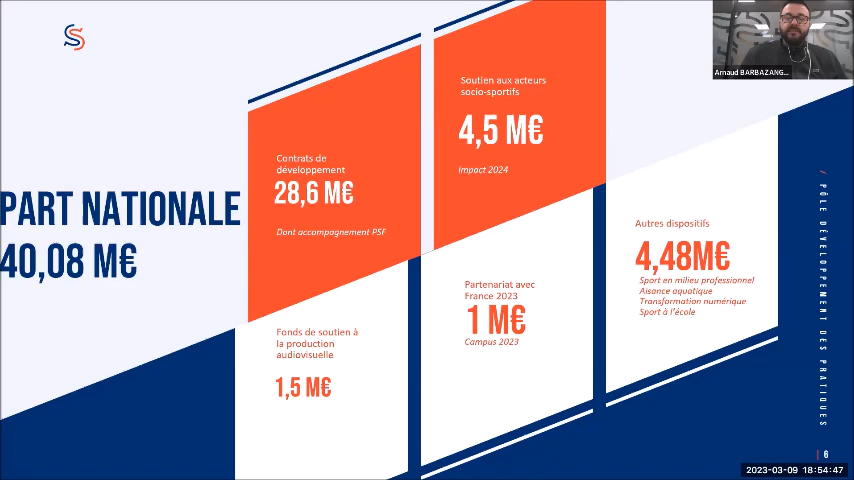 Arnaud BARBAZANG...
PART NATIONALE
40,08 M€
Contrats de
développement
28,6 M€
Dont accompagnement PSF
Soutien aux acteurs
socio-sportifs
4,5 M€
Impact 2024
Fonds de soutien à
la production
audiovisuelle
1,5 M€
Partenariat avec
France 2023
1 M€
Campus 2023
Autres dispositifs
4,48M€
Sport en milieu professionnel
Aisance aquatique
Transformation numérique
Sport à l'école
/ PÔLE DÉVELOPPEMENT DES PRATIQUES
| 6
2023-03-09 18:54:47